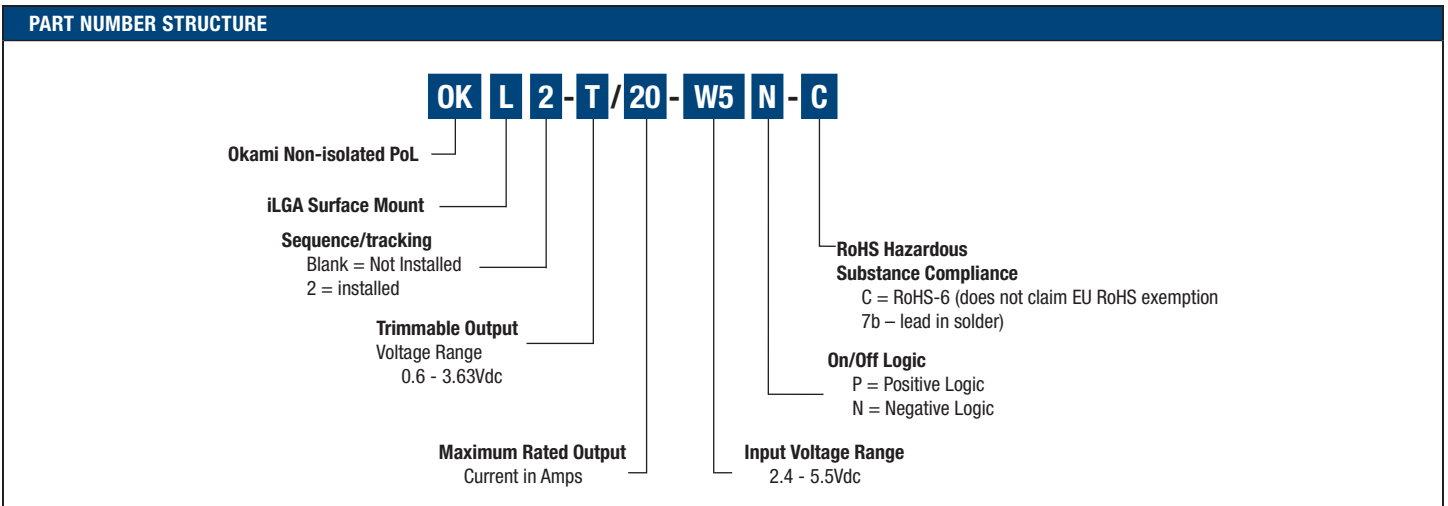 PART NUMBER STRUCTURE
OK L 2 - T / 20 - W5 N - C
Okami Non-isolated PoL
iLGA Surface Mount
Sequence/tracking
Blank = Not Installed
2 = installed
Trimmable Output
Voltage Range
0.6 - 3.63Vdc
Maximum Rated Output
Current in Amps
RoHS Hazardous
Substance Compliance
C = RoHS-6 (does not claim EU RoHS exemption
7b – lead in solder)
On/Off Logic
P = Positive Logic
N = Negative Logic
Input Voltage Range
2.4 - 5.5Vdc